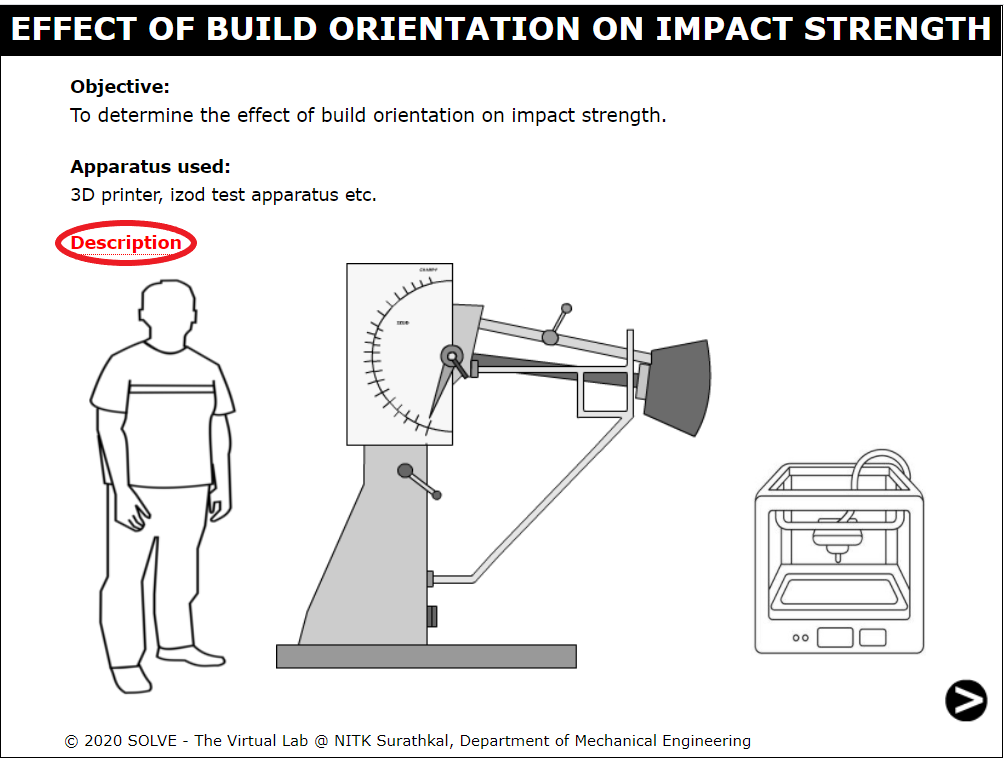 EFFECT OF BUILD ORIENTATION ON IMPACT STRENGTH
Objective:
To determine the effect of build orientation on impact strength.
Apparatus used:
3D printer, izod test apparatus etc.
Description
CHARPY
IZOD
© 2020 SOLVE - The Virtual Lab @ NITK Surathkal, Department of Mechanical Engineering